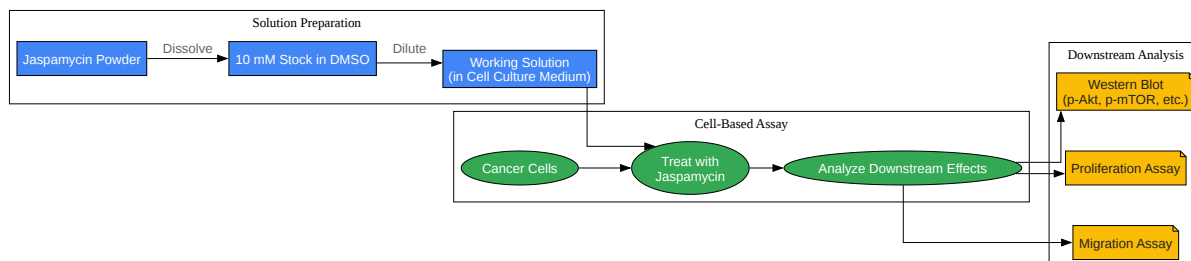 Solution Preparation
Jaspamycin Powder
Dissolve
10 mM Stock in DMSO
Dilute
Working Solution
(in Cell Culture Medium)
Cell-Based Assay
Cancer Cells
Treat with
Jaspamycin
Analyze Downstream Effects
Downstream Analysis
Western Blot
(p-Akt, p-mTOR, etc.)
Proliferation Assay
Migration Assay